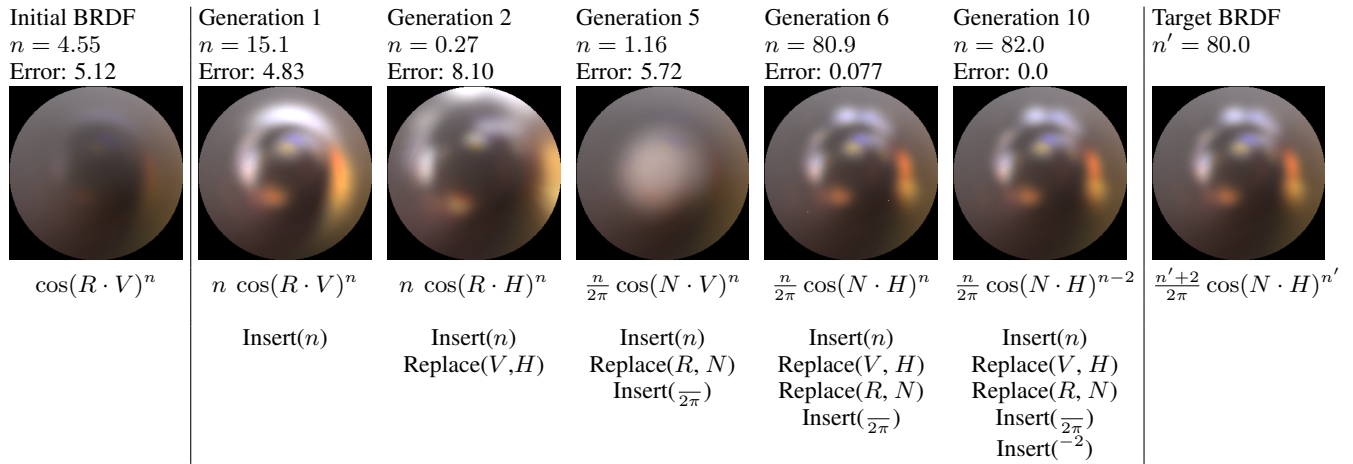 Initial BRDF
n = 4.55
Error: 5.12
cos(R · V)^n
Generation 1
n = 15.1
Error: 4.83
n cos(R · V)^n
Insert(n)
Generation 2
n = 0.27
Error: 8.10
n cos(R · H)^n
Insert(n)
Replace(V,H)
Generation 5
n = 1.16
Error: 5.72
n/2π cos(N · V)^n
Insert(n)
Replace(R, N)
Insert(/2π)
Generation 6
n = 80.9
Error: 0.077
n/2π cos(N · H)^n
Insert(n)
Replace(V, H)
Replace(R, N)
Insert(/2π)
Generation 10
n = 82.0
Error: 0.0
n/2π cos(N · H)^{n−2}
Insert(n)
Replace(V, H)
Replace(R, N)
Insert(/2π)
Insert(^{−2})
Target BRDF
n′ = 80.0
n′+2/2π cos(N · H)^{n′}